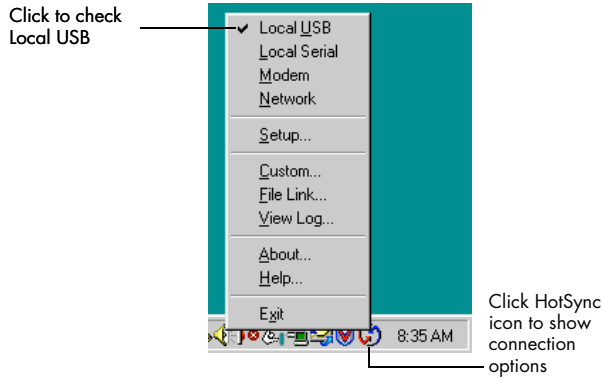 Click to check
Local USB
Local USB
Local Serial
Modem
Network
Setup...
Custom...
File Link...
View Log...
About...
Help...
Exit
8:35 AM
Click HotSync
icon to show
connection
options